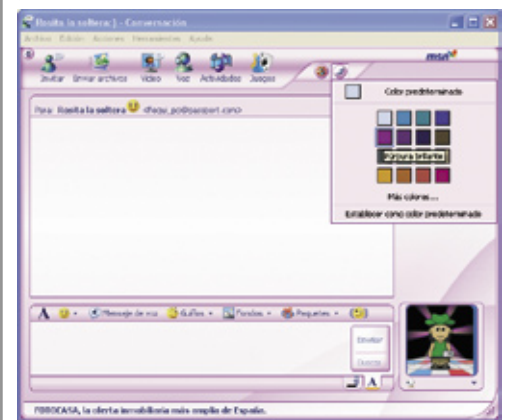 Rosita la soltera:) - Conversación
Archivo Edición Acciones Herramientas Ayuda
msn
Invitar Enviar archivos Video Voz Actividades Juegos
Color predeterminado
Para: Rosita la soltera
Púrpura brillante
Más colores...
Establecer como color predeterminado
A Mensaje de voz Guiños Fondos Paquetes
Enviar
Buscar
A
la oferta inmobiliaria más amplia de España.